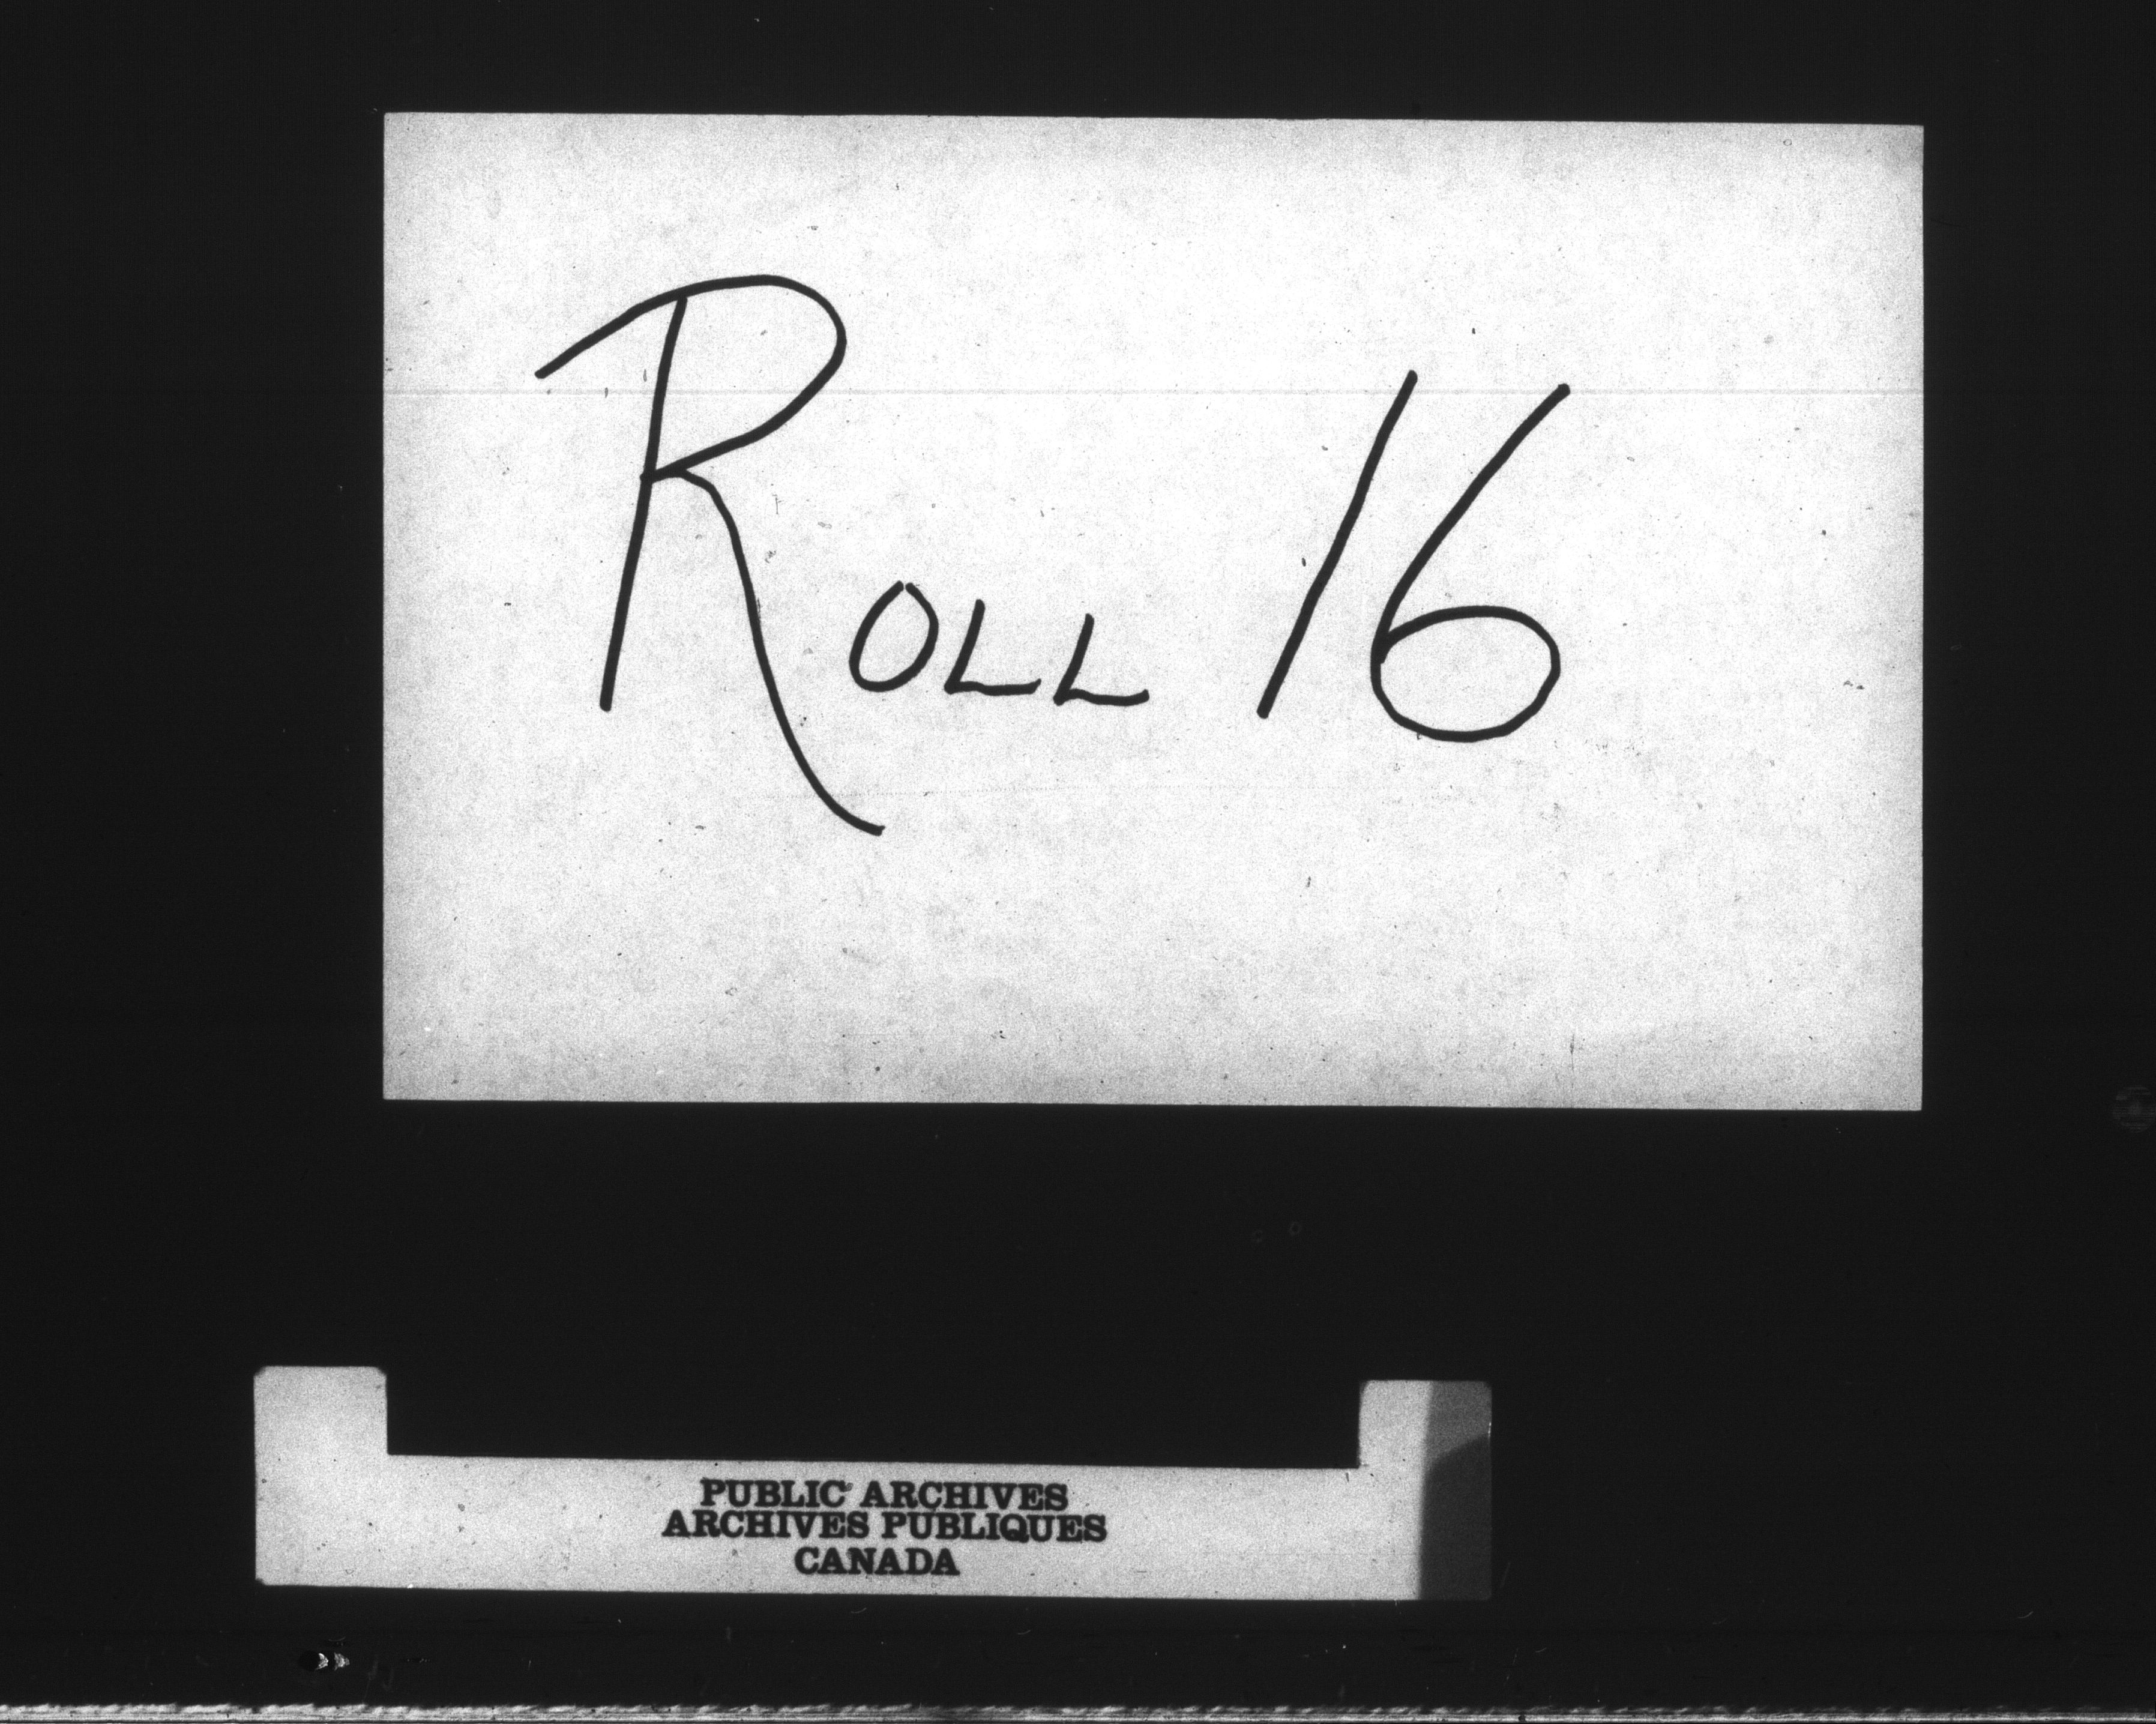 ROLL 16
PUBLIC ARCHIVES
ARCHIVES PUBLIQUES
CANADA